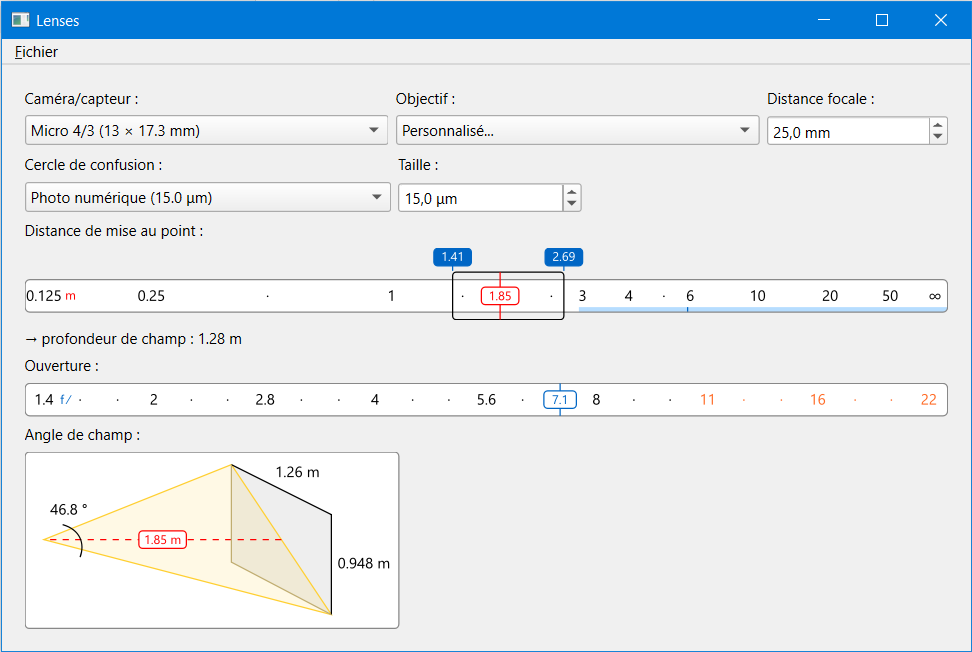 Lenses
Fichier
Caméra/capteur : Objectif : Distance focale :
Micro 4/3 (13 × 17.3 mm) Personnalisé... 25,0 mm
Cercle de confusion : Taille :
Photo numérique (15.0 µm) 15,0 µm
Distance de mise au point :
1.41 2.69
0.125 m 0.25 · 1 · 1.85 · 3 4 · 6 10 20 50 ∞
→ profondeur de champ : 1.28 m
Ouverture :
1.4 f/ · · 2 · · 2.8 · · 4 · · 5.6 · 7.1 8 · · 11 · · 16 · · 22
Angle de champ :
1.26 m
46.8 °
1.85 m
0.948 m